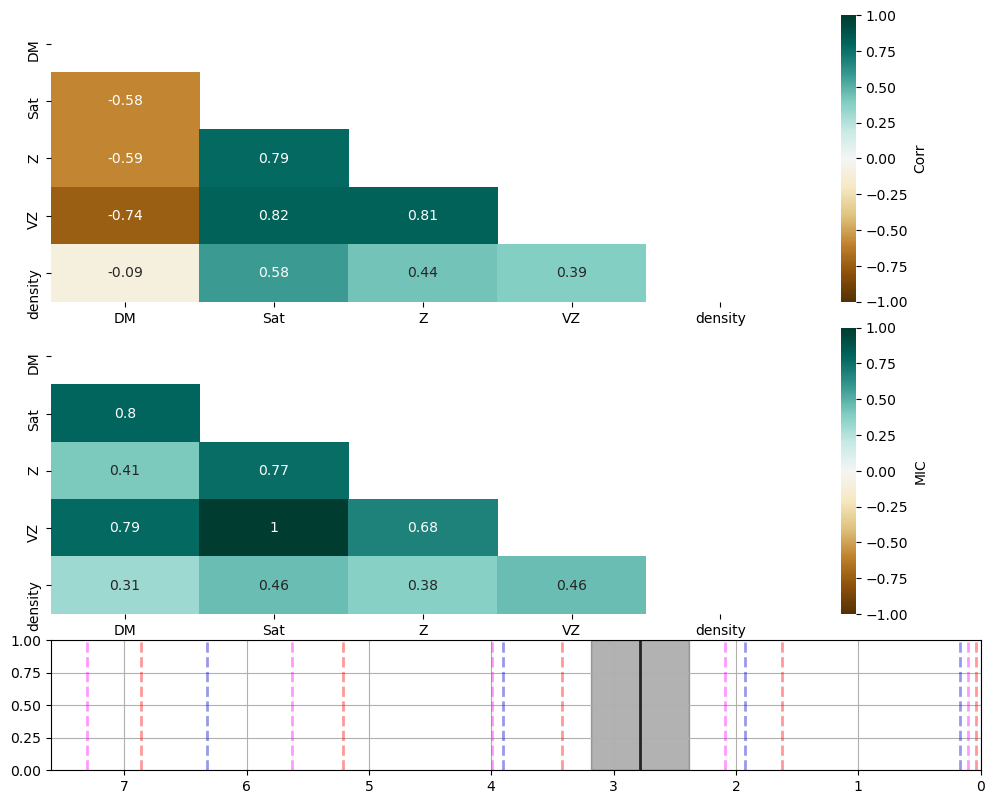 DM
Sat
Z
VZ
density
-0.58
-0.59 0.79
-0.74 0.82 0.81
-0.09 0.58 0.44 0.39
DM Sat Z VZ density
1.00
0.75
0.50
0.25
0.00
−0.25
−0.50
−0.75
−1.00
Corr
DM
Sat
Z
VZ
density
0.8
0.41 0.77
0.79 1 0.68
0.31 0.46 0.38 0.46
DM Sat Z VZ density
1.00
0.75
0.50
0.25
0.00
−0.25
−0.50
−0.75
−1.00
MIC
1.00
0.75
0.50
0.25
0.00
7 6 5 4 3 2 1 0